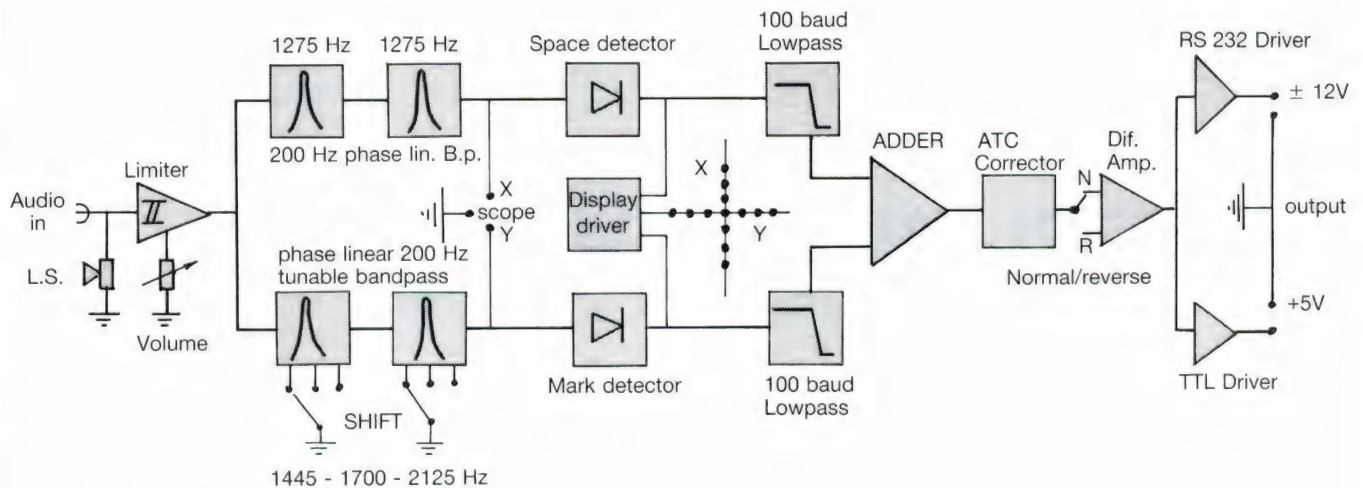 1275 Hz
1275 Hz
200 Hz phase lin. B.p.
Space detector
100 baud
Lowpass
RS 232 Driver
± 12V
Limiter
Audio
in
L.S.
Volume
X
scope
Y
Display
driver
X
Y
ADDER
ATC
Corrector
N
R
Dif.
Amp.
Normal/reverse
output
+5V
TTL Driver
phase linear 200 Hz
tunable bandpass
Mark detector
100 baud
Lowpass
SHIFT
1445 - 1700 - 2125 Hz